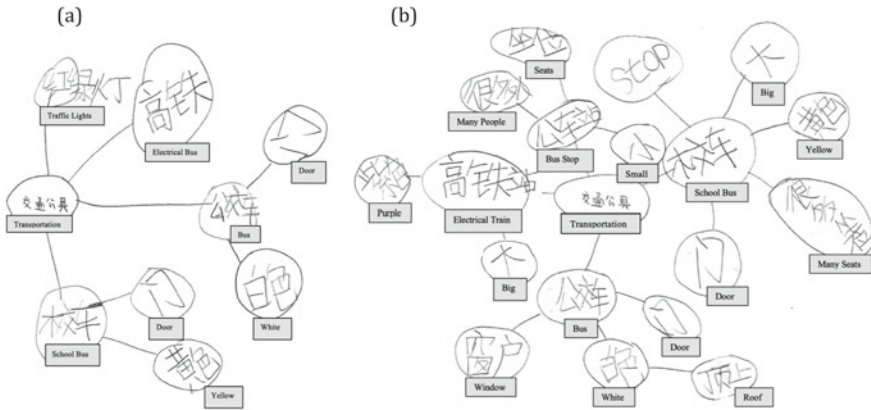 (a)
红绿灯
Traffic Lights
高铁
Electrical Bus
门
Door
交通公具
Transportation
公交车
Bus
白色
White
校车
School Bus
门
Door
黄色
Yellow
(b)
座位
Seats
STOP
大
Big
很多人
Many People
公车站
Bus Stop
小
Small
校车
School Bus
黄色
Yellow
紫色
Purple
高铁站
Electrical Train
交通公具
Transportation
很多座位
Many Seats
大
Big
门
Door
公交车
Bus
门
Door
窗户
Window
白色
White
顶上
Roof